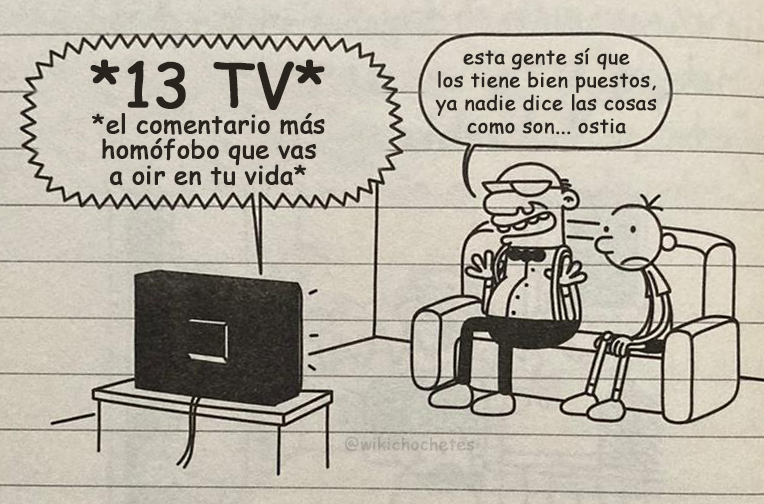 *13 TV*
*el comentario más
homófobo que vas
a oir en tu vida*
esta gente sí que
los tiene bien puestos,
ya nadie dice las cosas
como son... ostia
@wikichochetes